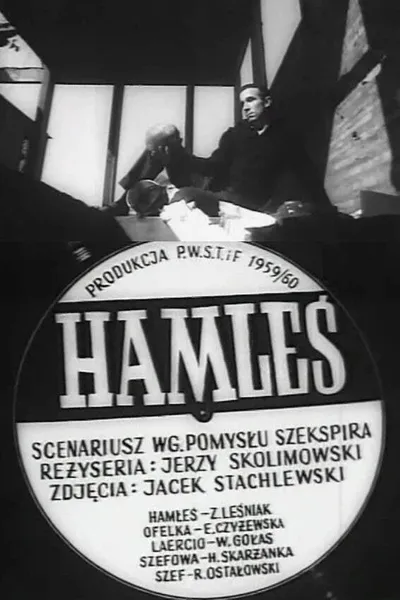 PRODUKCJA P.W.S.T.iF 1959/60
HAMLEŚ
SCENARIUSZ WG.POMYSŁU SZEKSPIRA
REŻYSERIA: JERZY SKOLIMOWSKI
ZDJĘCIA: JACEK STACHLEWSKI
HAMLEŚ-Z.LEŚNIAK
OFELKA-E.CZYŻEWSKA
LAERCIO-W.GOŁAS
SZEFOWA-H.SKARŻANKA
SZEF-R.OSTAŁOWSKI